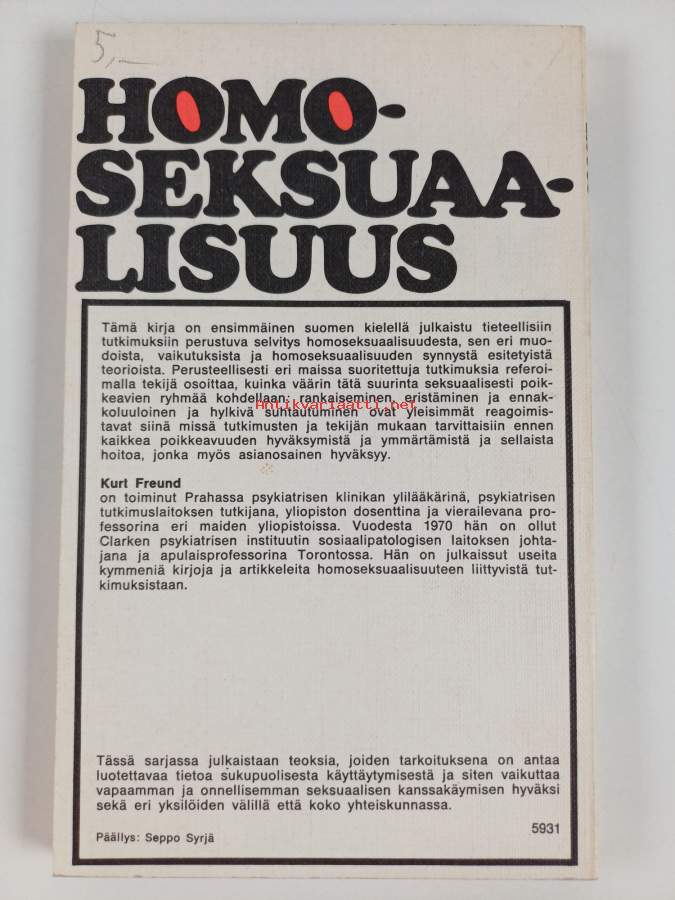 5,–
HOMO-
SEKSUAA-
LISUUS
Tämä kirja on ensimmäinen suomen kielellä julkaistu tieteellisiin
tutkimuksiin perustuva selvitys homoseksuaalisuudesta, sen eri muo-
doista, vaikutuksista ja homoseksuaalisuuden synnystä esitetyistä
teorioista. Perusteellisesti eri maissa suoritettuja tutkimuksia referoi-
malla tekijä osoittaa, kuinka väärin tätä suurinta seksuaalisesti poik-
keavien ryhmää kohdellaan: rankaiseminen, eristäminen ja ennak-
Antikvariaatti.net
koluuloinen ja hylkivä suhtautuminen ovat yleisimmät reagoimis-
tavat siinä missä tutkimusten ja tekijän mukaan tarvittaisiin ennen
kaikkea poikkeavuuden hyväksymistä ja ymmärtämistä ja sellaista
hoitoa, jonka myös asianosainen hyväksyy.
Kurt Freund
on toiminut Prahassa psykiatrisen klinikan ylilääkärinä, psykiatrisen
tutkimuslaitoksen tutkijana, yliopiston dosenttina ja vierailevana pro-
fessorina eri maiden yliopistoissa. Vuodesta 1970 hän on ollut
Clarken psykiatrisen instituutin sosiaalipatologisen laitoksen johta-
jana ja apulaisprofessorina Torontossa. Hän on julkaissut useita
kymmeniä kirjoja ja artikkeleita homoseksuaalisuuteen liittyvistä tut-
kimuksistaan.
Tässä sarjassa julkaistaan teoksia, joiden tarkoituksena on antaa
luotettavaa tietoa sukupuolisesta käyttäytymisestä ja siten vaikuttaa
vapaamman ja onnellisemman seksuaalisen kanssakäymisen hyväksi
sekä eri yksilöiden välillä että koko yhteiskunnassa.
5931
Päällys: Seppo Syrjä